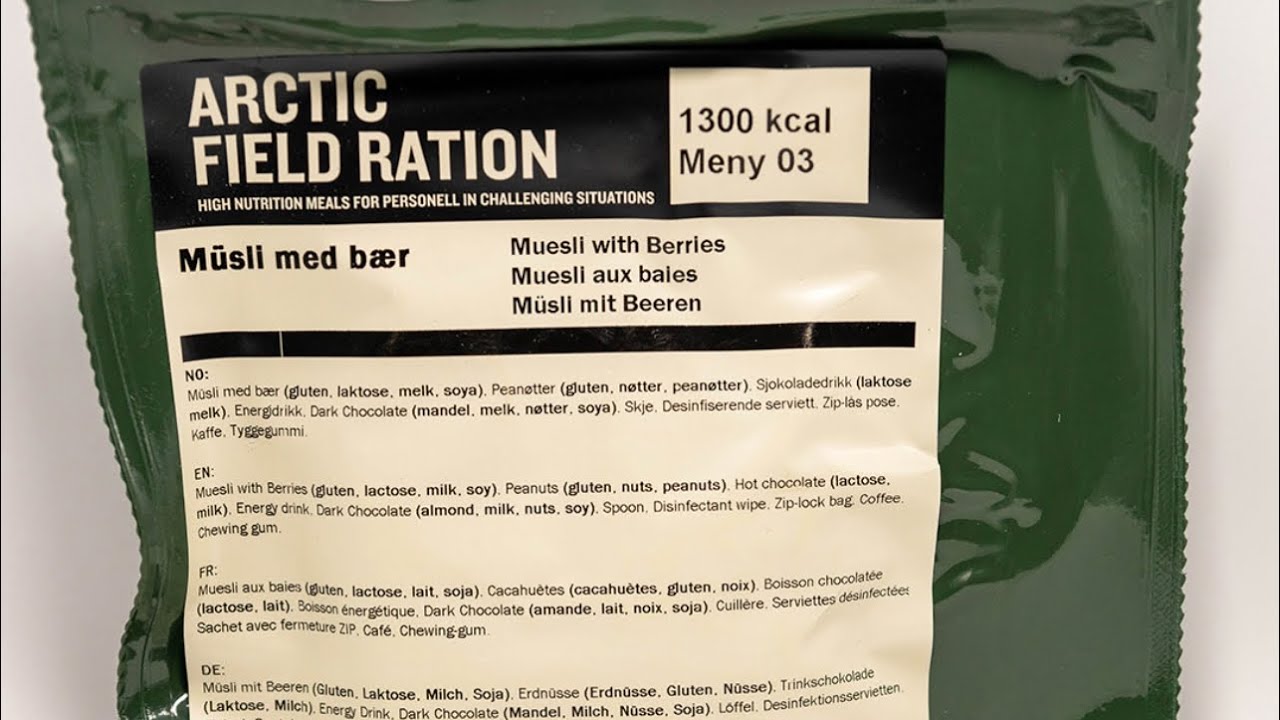 ARCTIC
FIELD RATION
HIGH NUTRITION MEALS FOR PERSONELL IN CHALLENGING SITUATIONS
1300 kcal
Meny 03
Müsli med bær
Muesli with Berries
Muesli aux baies
Müsli mit Beeren
NO:
Müsli med bær (gluten, laktose, melk, soya). Peanøtter (gluten, nøtter, peanøtter). Sjokoladedrikk (laktose
melk). Energidrikk, Dark Chocolate (mandel, melk, nøtter, soya). Skje. Desinfiserende serviett. Zip-lås pose.
Kaffe. Tyggegummi.
EN:
Muesli with Berries (gluten, lactose, milk, soy). Peanuts (gluten, nuts, peanuts). Hot chocolate (lactose,
milk). Energy drink, Dark Chocolate (almond, milk, nuts, soy). Spoon, Disinfectant wipe. Zip-lock bag. Coffee.
Chewing gum.
FR:
Muesli aux baies (gluten, lactose, lait, soja). Cacahuètes (cacahuètes, gluten, noix). Boisson chocolatée
(lactose, lait). Boisson énergétique, Dark Chocolate (amande, lait, noix, soja). Cuillère. Serviettes désinfectées
Sachet avec fermeture ZIP. Café, Chewing-gum.
DE:
Müsli mit Beeren (Gluten, Laktose, Milch, Soja). Erdnüsse (Erdnüsse, Gluten, Nüsse). Trinkschokolade
(Laktose, Milch). Energy Drink, Dark Chocolate (Mandel, Milch, Nüsse, Soja). Löffel. Desinfektionsservietten.